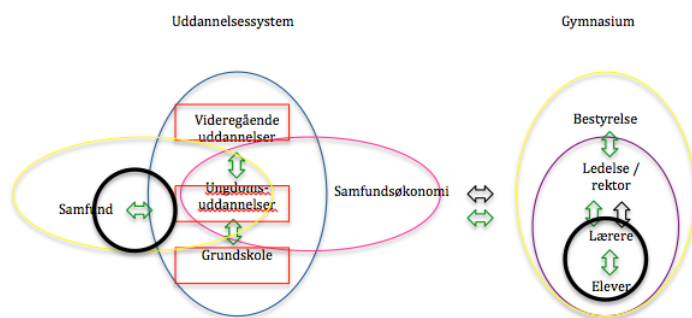 Uddannelsessystem
Gymnasium
Videregående
uddannelser
Ungdoms-
uddannelser
Grundskole
Samfund
Samfundsøkonomi
Bestyrelse
Ledelse /
rektor
Lærere
Elever